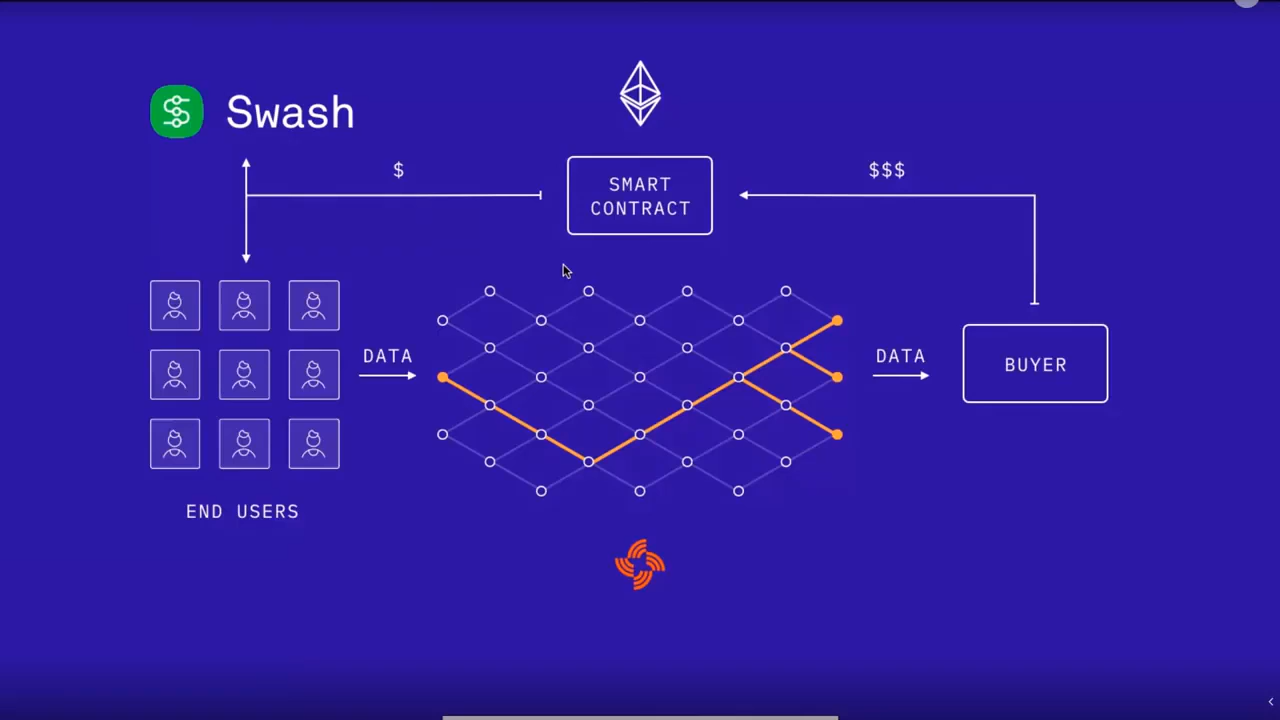 Swash
$
SMART
CONTRACT
$$$
DATA
DATA
BUYER
END USERS